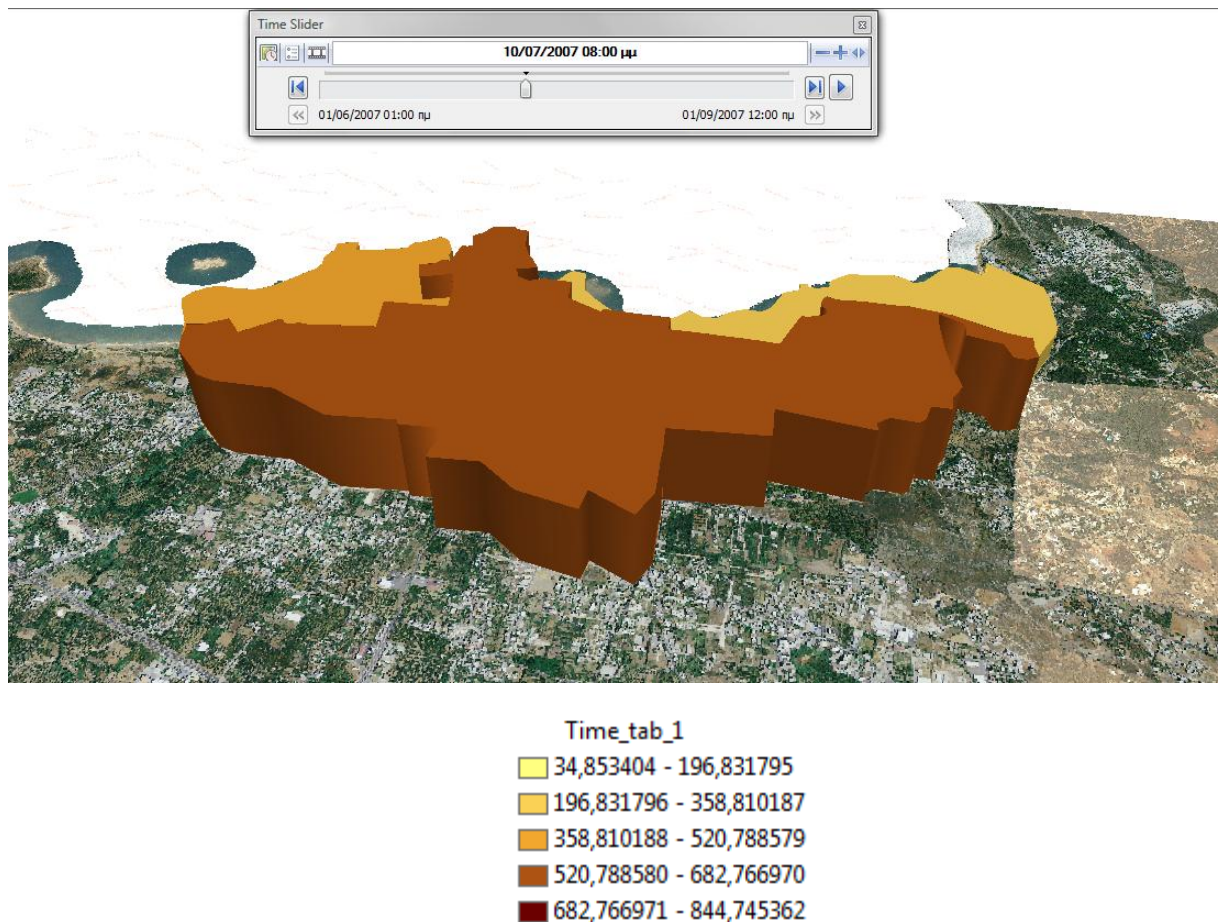 Time Slider
10/07/2007 08:00 μμ
01/06/2007 01:00 πμ
01/09/2007 12:00 πμ
Time_tab_1
34,853404 - 196,831795
196,831796 - 358,810187
358,810188 - 520,788579
520,788580 - 682,766970
682,766971 - 844,745362